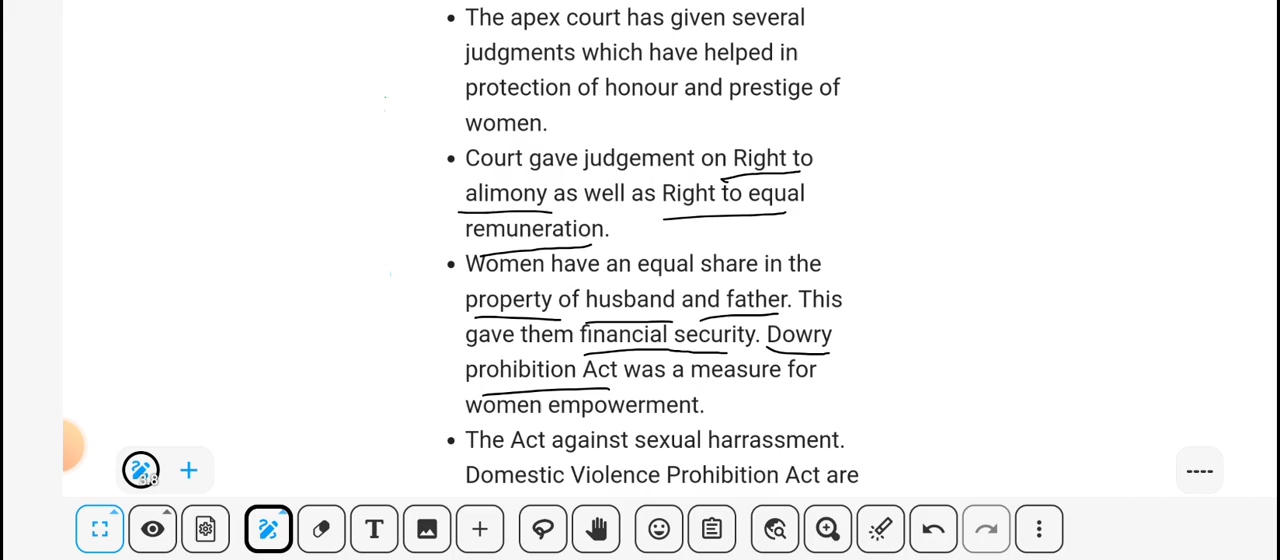 • The apex court has given several
judgments which have helped in
protection of honour and prestige of
women.
• Court gave judgement on Right to
alimony as well as Right to equal
remuneration.
• Women have an equal share in the
property of husband and father. This
gave them financial security. Dowry
prohibition Act was a measure for
women empowerment.
• The Act against sexual harrassment.
Domestic Violence Prohibition Act are